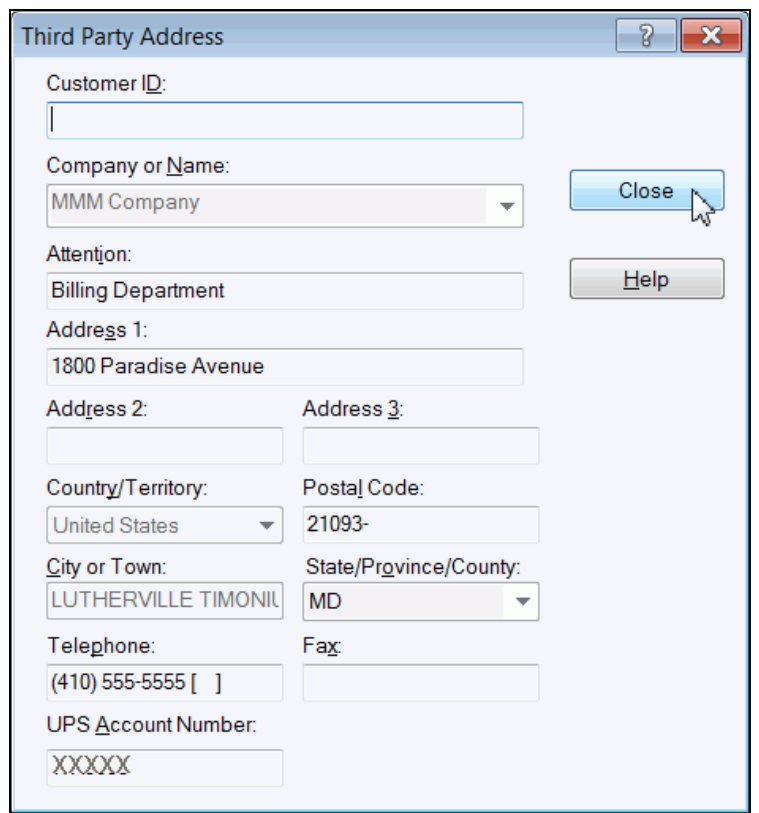 Third Party Address
Customer ID:
Company or Name:
MMM Company
Close
Attention:
Billing Department
Help
Address 1:
1800 Paradise Avenue
Address 2: Address 3:
Country/Territory: Postal Code:
United States 21093-
City or Town: State/Province/County:
LUTHERVILLE TIMONIU MD
Telephone: Fax:
(410) 555-5555 [ ]
UPS Account Number:
XXXXX